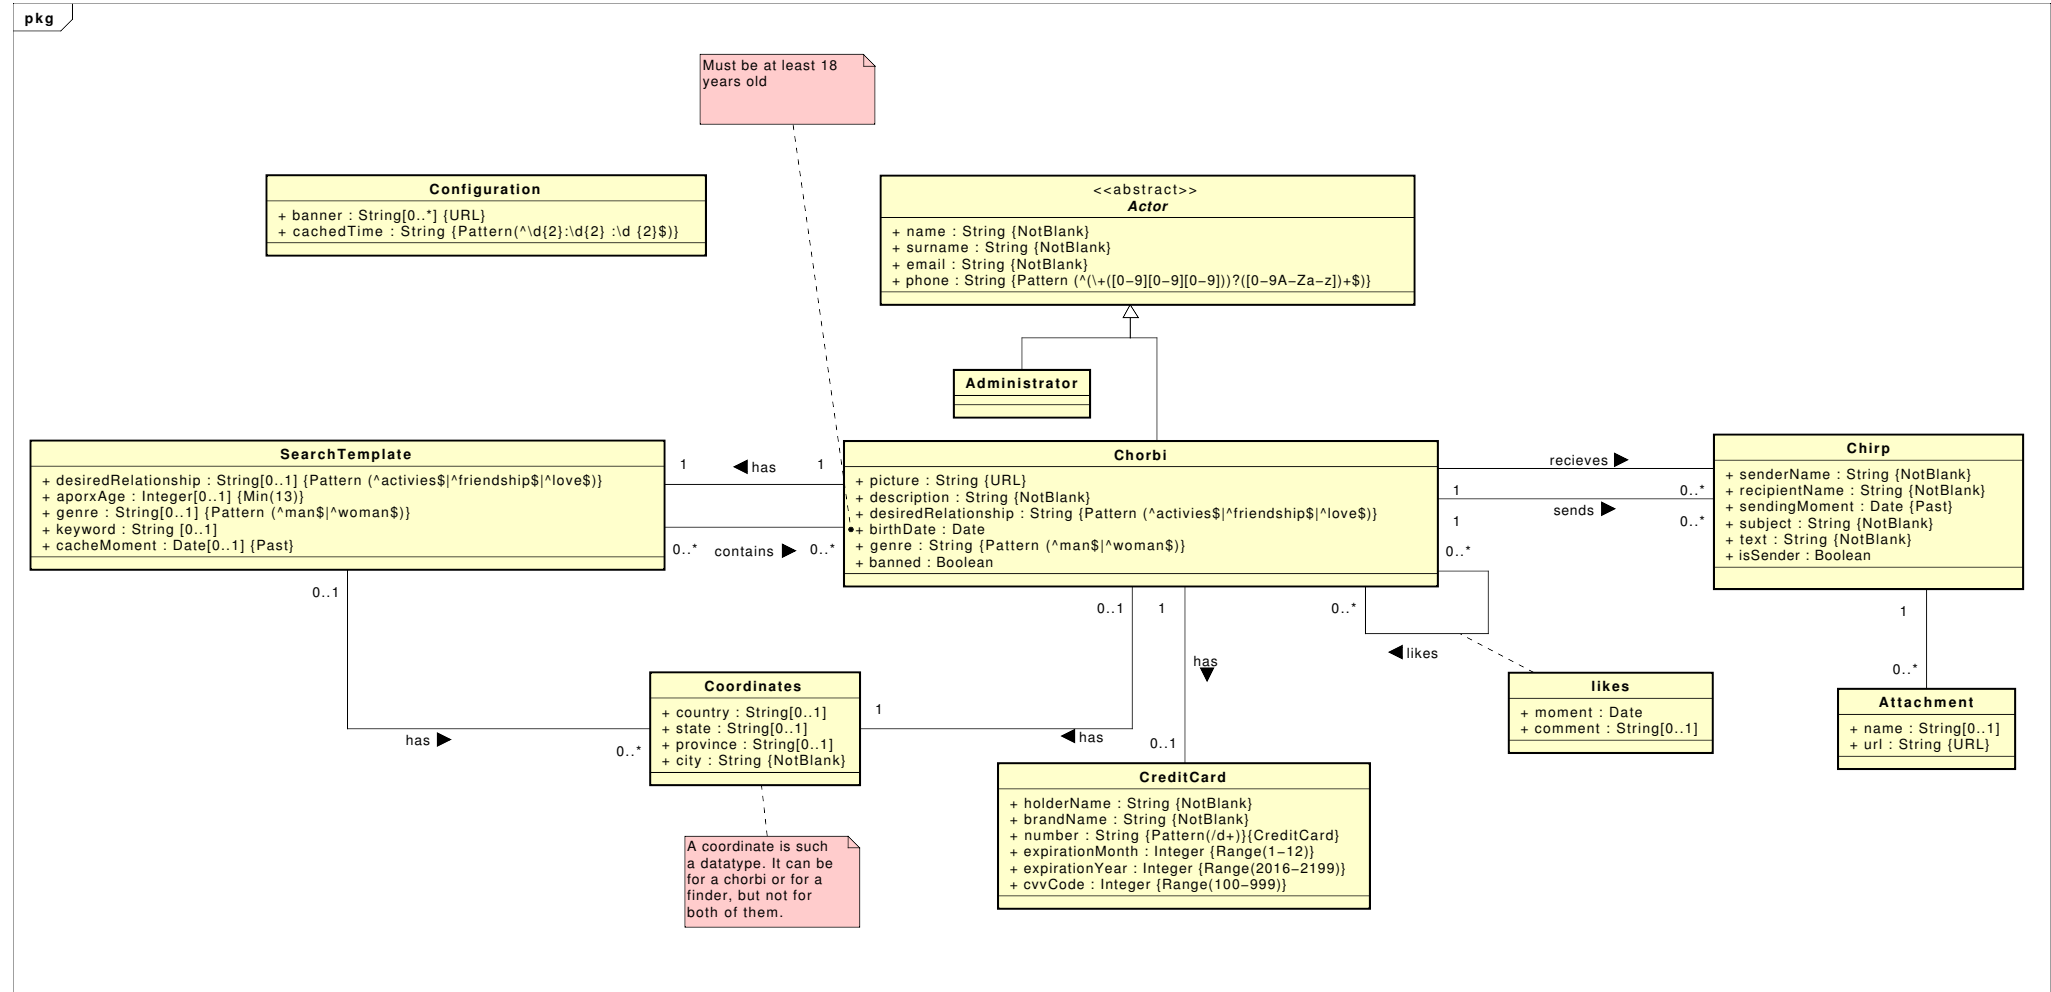 pkg
Must be at least 18
years old
Configuration
+ banner : String[0..*] {URL}
+ cachedTime : String {Pattern(^\d{2}:\d{2} :\d {2}$)}
<<abstract>>
Actor
+ name : String {NotBlank}
+ surname : String {NotBlank}
+ email : String {NotBlank}
+ phone : String {Pattern (^(\+([0-9][0-9][0-9]))?([0-9A-Za-z])+$)}
Administrator
SearchTemplate
+ desiredRelationship : String[0..1] {Pattern (^activies$|^friendship$|^love$)}
+ aporxAge : Integer[0..1] {Min(13)}
+ genre : String[0..1] {Pattern (^man$|^woman$)}
+ keyword : String [0..1]
+ cacheMoment : Date[0..1] {Past}
1
has
1
0..*
contains
0..*
Chorbi
+ picture : String {URL}
+ description : String {NotBlank}
+ desiredRelationship : String {Pattern (^activies$|^friendship$|^love$)}
+ birthDate : Date
+ genre : String {Pattern (^man$|^woman$)}
+ banned : Boolean
recieves
1
0..*
sends
1
0..*
Chirp
+ senderName : String {NotBlank}
+ recipientName : String {NotBlank}
+ sendingMoment : Date {Past}
+ subject : String {NotBlank}
+ text : String {NotBlank}
+ isSender : Boolean
0..*
0..*
likes
0..1
has
0..*
0..1
1
has
1
has
0..1
1
0..*
Coordinates
+ country : String[0..1]
+ state : String[0..1]
+ province : String[0..1]
+ city : String {NotBlank}
likes
+ moment : Date
+ comment : String[0..1]
Attachment
+ name : String[0..1]
+ url : String {URL}
CreditCard
+ holderName : String {NotBlank}
+ brandName : String {NotBlank}
+ number : String {Pattern(/d+)}{CreditCard}
+ expirationMonth : Integer {Range(1-12)}
+ expirationYear : Integer {Range(2016-2199)}
+ cvvCode : Integer {Range(100-999)}
A coordinate is such
a datatype. It can be
for a chorbi or for a
finder, but not for
both of them.